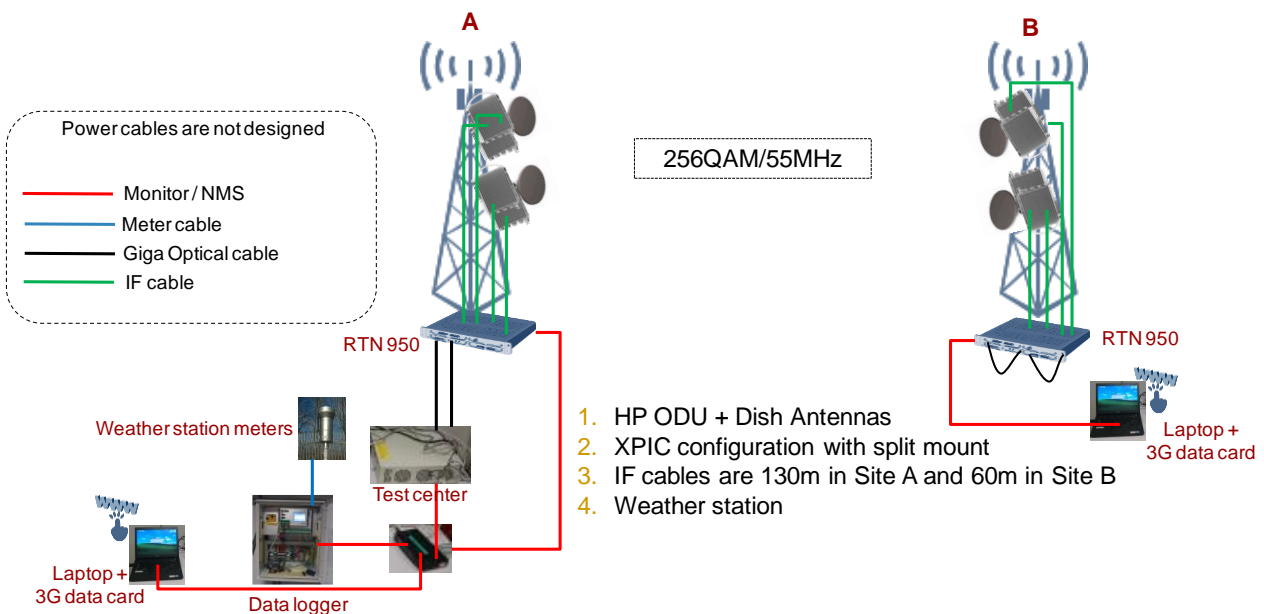 A
B
Power cables are not designed
Monitor / NMS
Meter cable
Giga Optical cable
IF cable
256QAM/55MHz
RTN 950
RTN 950
Weather station meters
Test center
WWW
Laptop +
3G data card
Data logger
1. HP ODU + Dish Antennas
2. XPIC configuration with split mount
3. IF cables are 130m in Site A and 60m in Site B
4. Weather station
WWW
Laptop +
3G data card